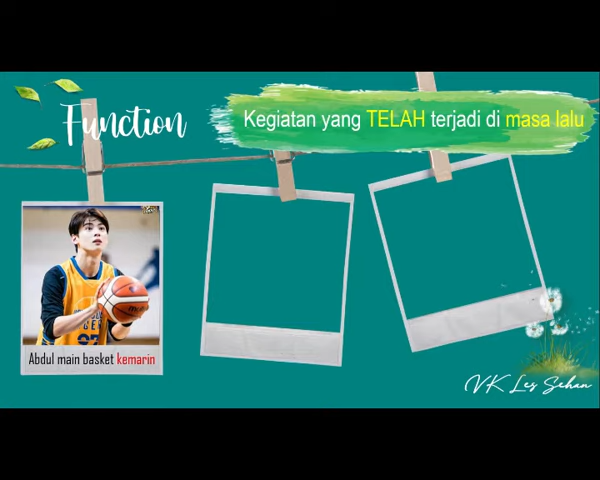 Function
Kegiatan yang TELAH terjadi di masa lalu
Abdul main basket kemarin
VK Les Sehan